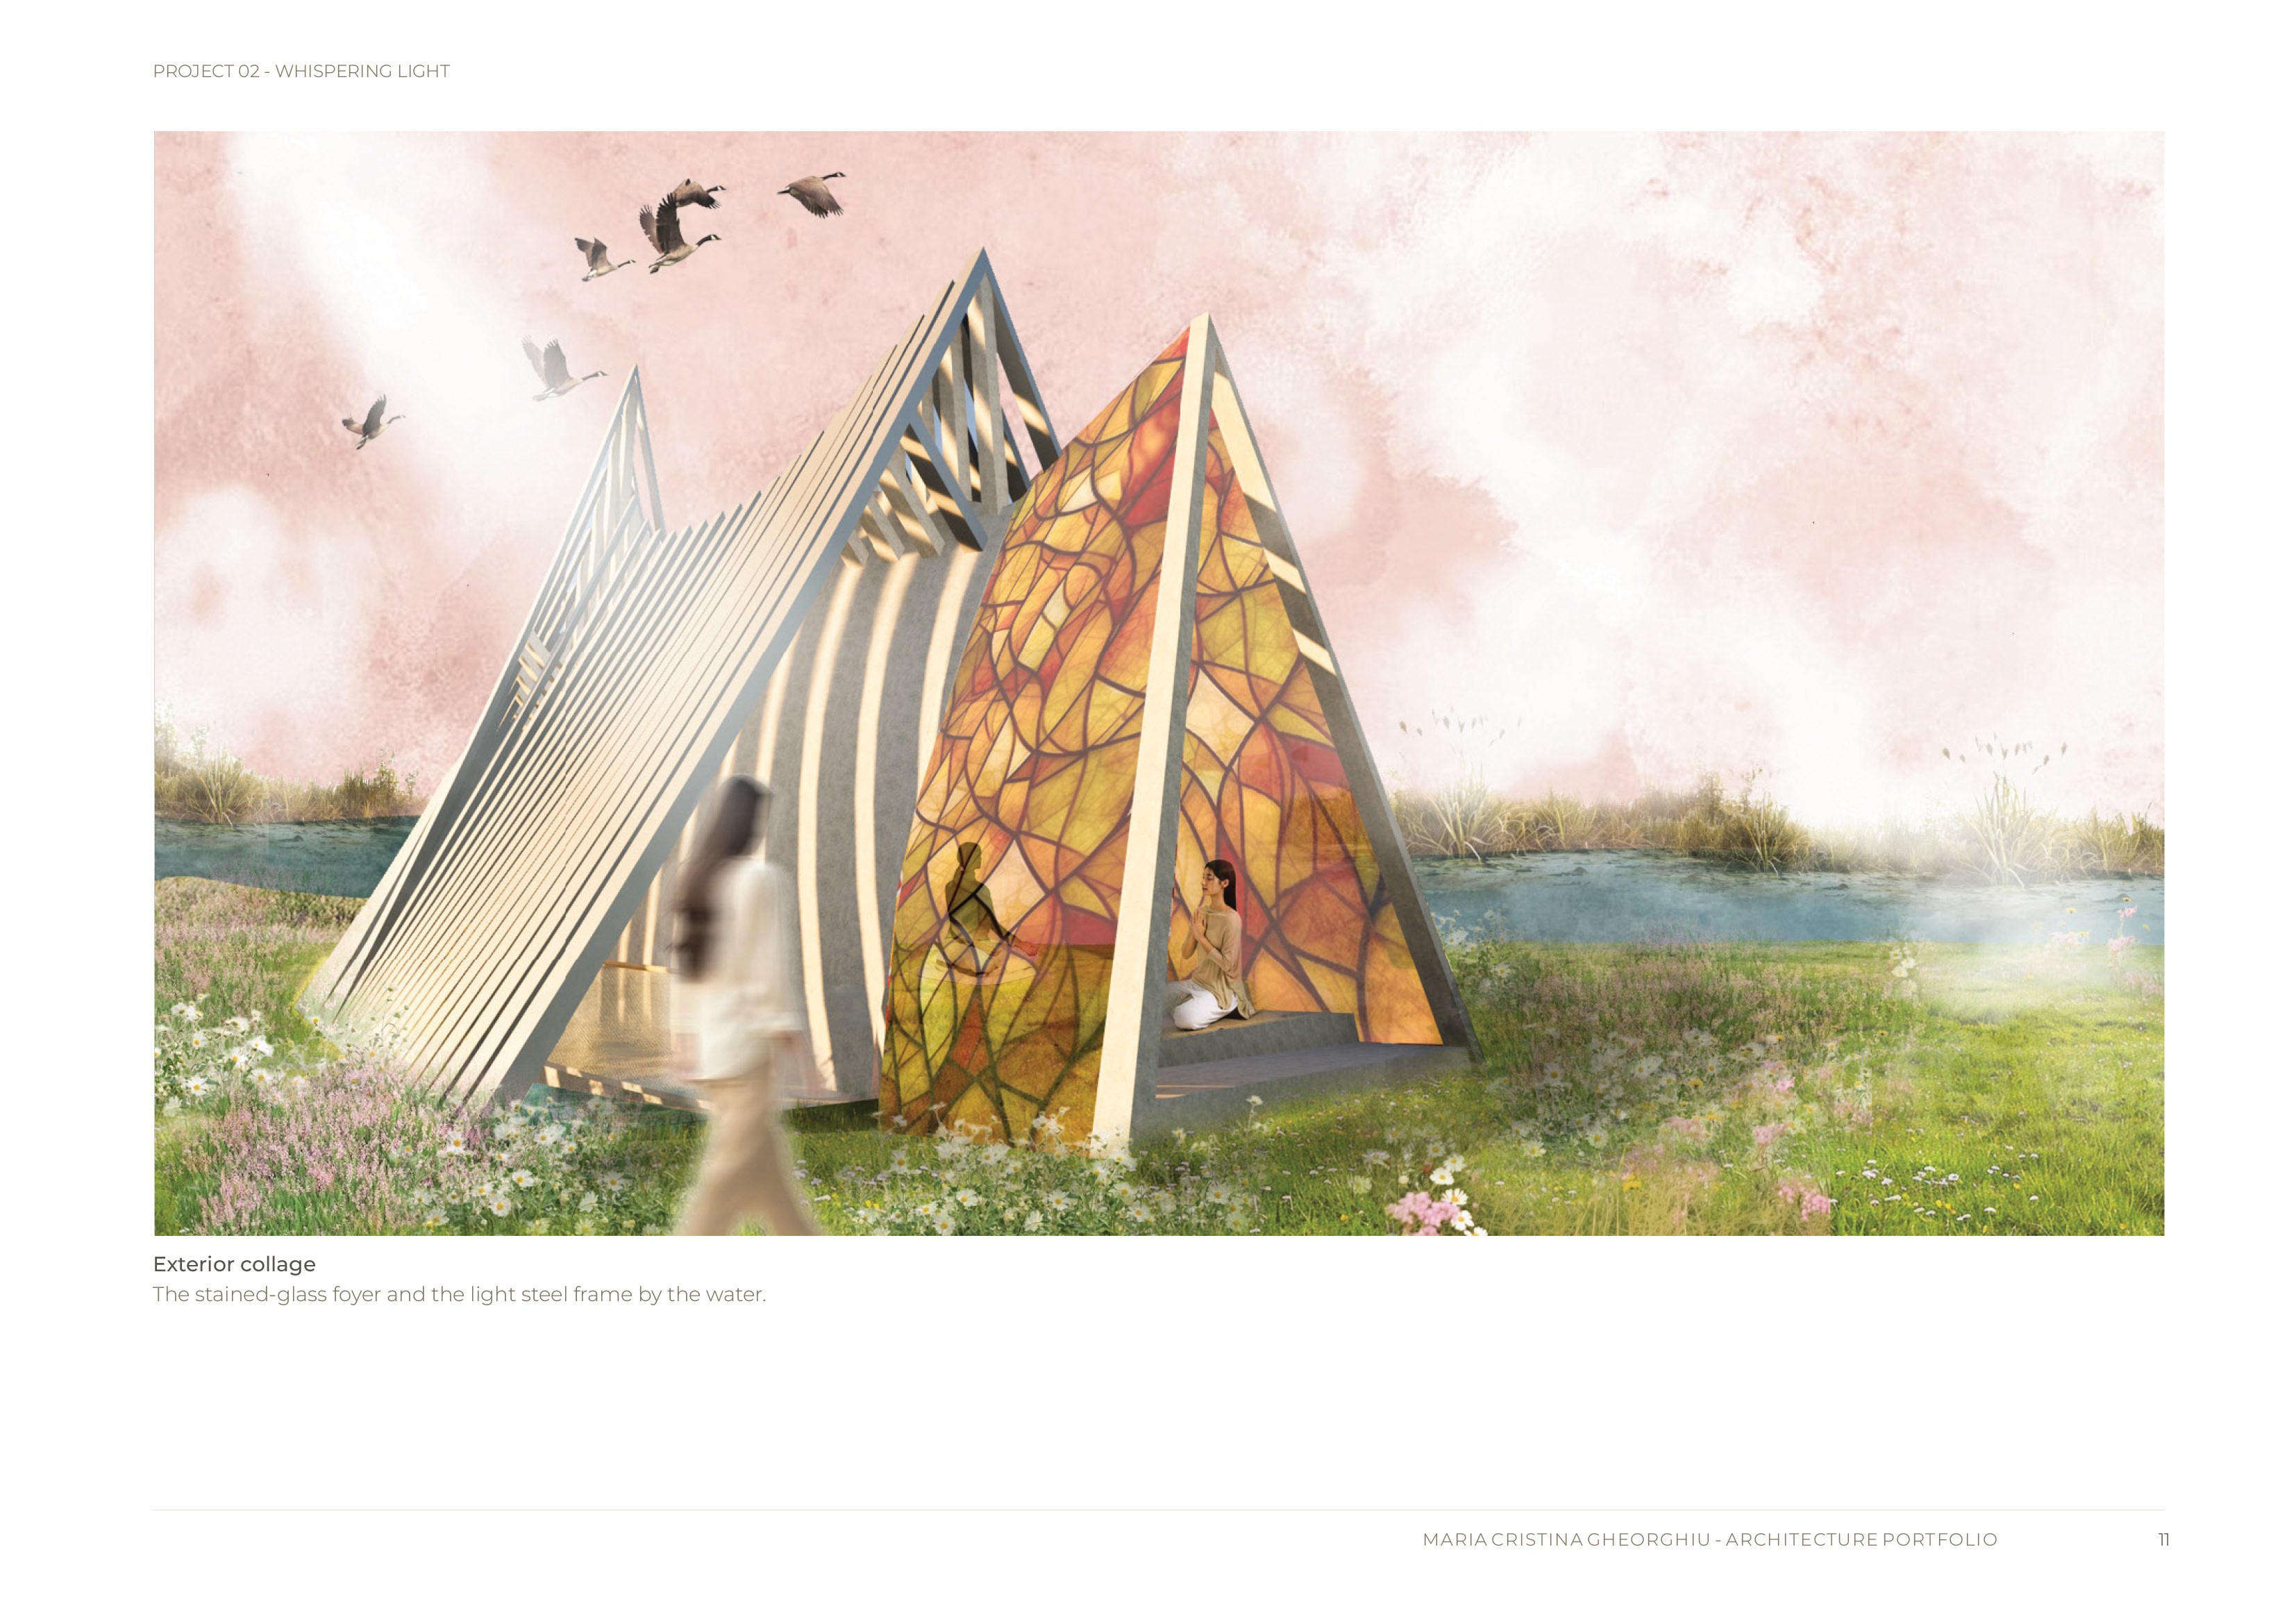 PROJECT 02 - WHISPERING LIGHT
Exterior collage
The stained-glass foyer and the light steel frame by the water.
MARIA CRISTINA GHEORGHIU - ARCHITECTURE PORTFOLIO
11